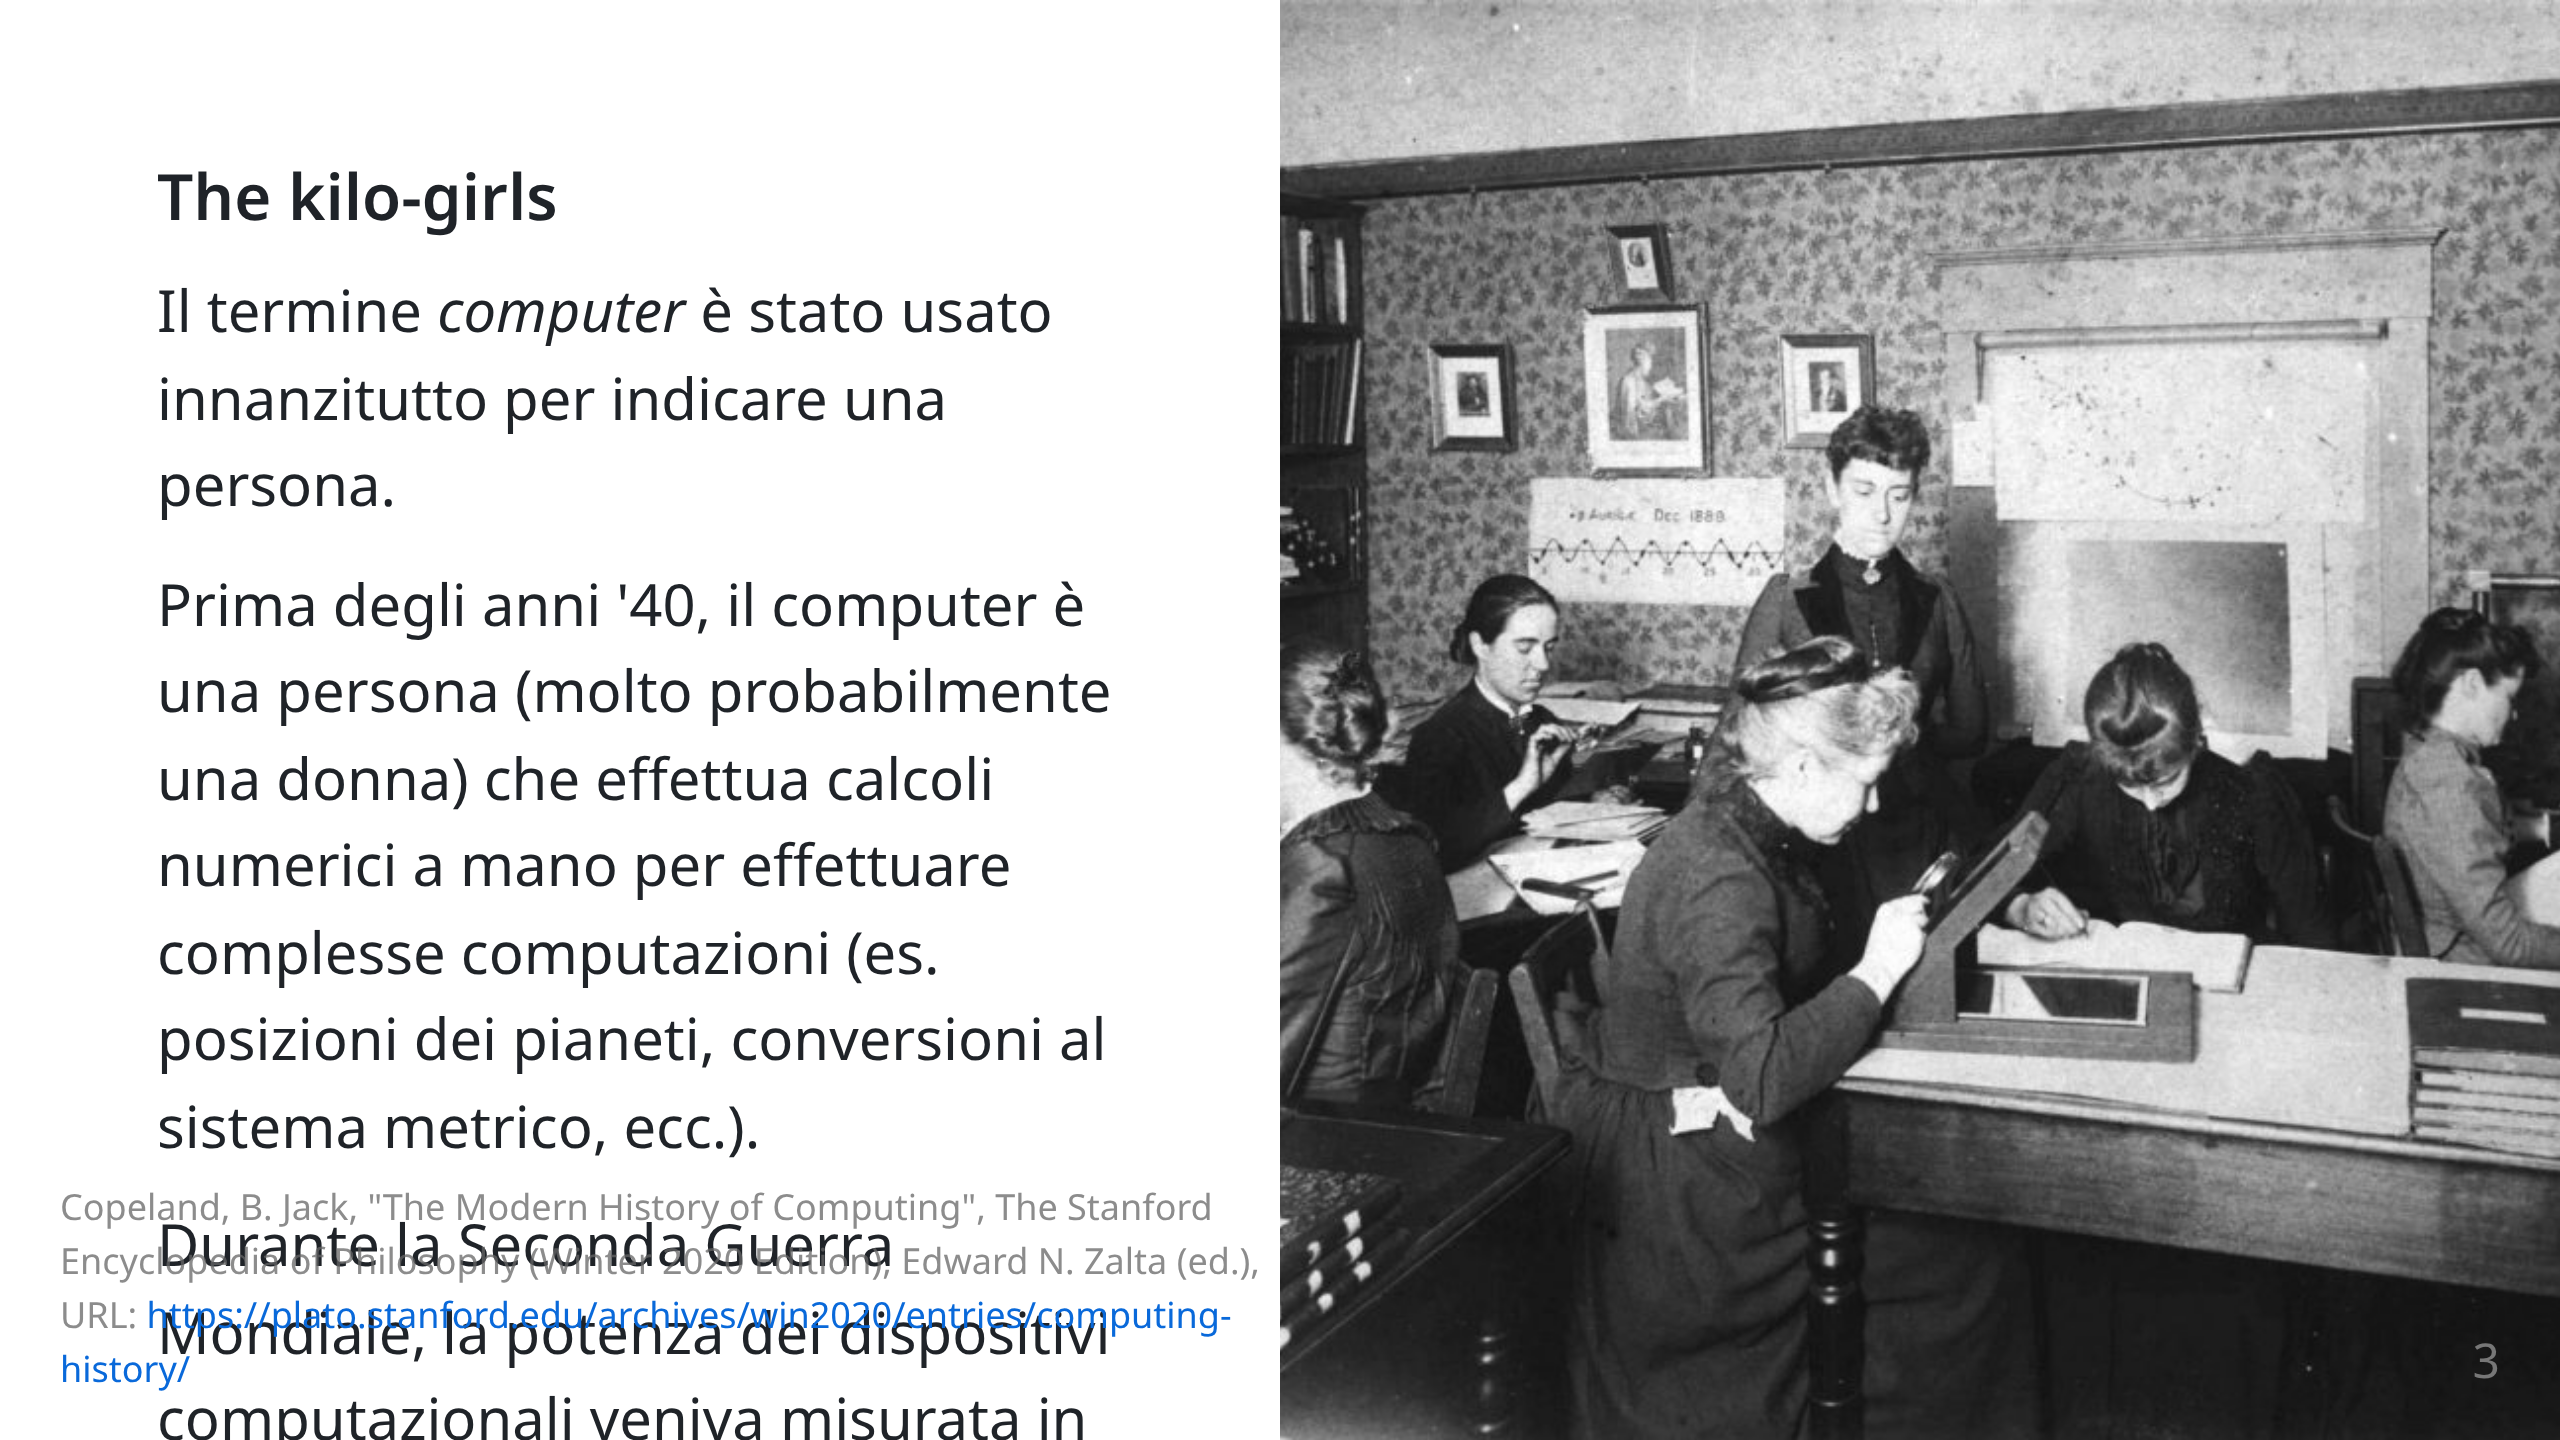 The kilo-girls
Il termine computer è stato usato
innanzitutto per indicare una
persona.
Prima degli anni '40, il computer è
una persona (molto probabilmente
una donna) che effettua calcoli
numerici a mano per effettuare
complesse computazioni (es.
posizioni dei pianeti, conversioni al
sistema metrico, ecc.).
Durante la Seconda Guerra
Mondiale, la potenza dei dispositivi
computazionali veniva misurata in
Copeland, B. Jack, "The Modern History of Computing", The Stanford
Encyclopedia of Philosophy (Winter 2020 Edition), Edward N. Zalta (ed.),
URL: https://plato.stanford.edu/archives/win2020/entries/computing-
history/
Dec 1888
3